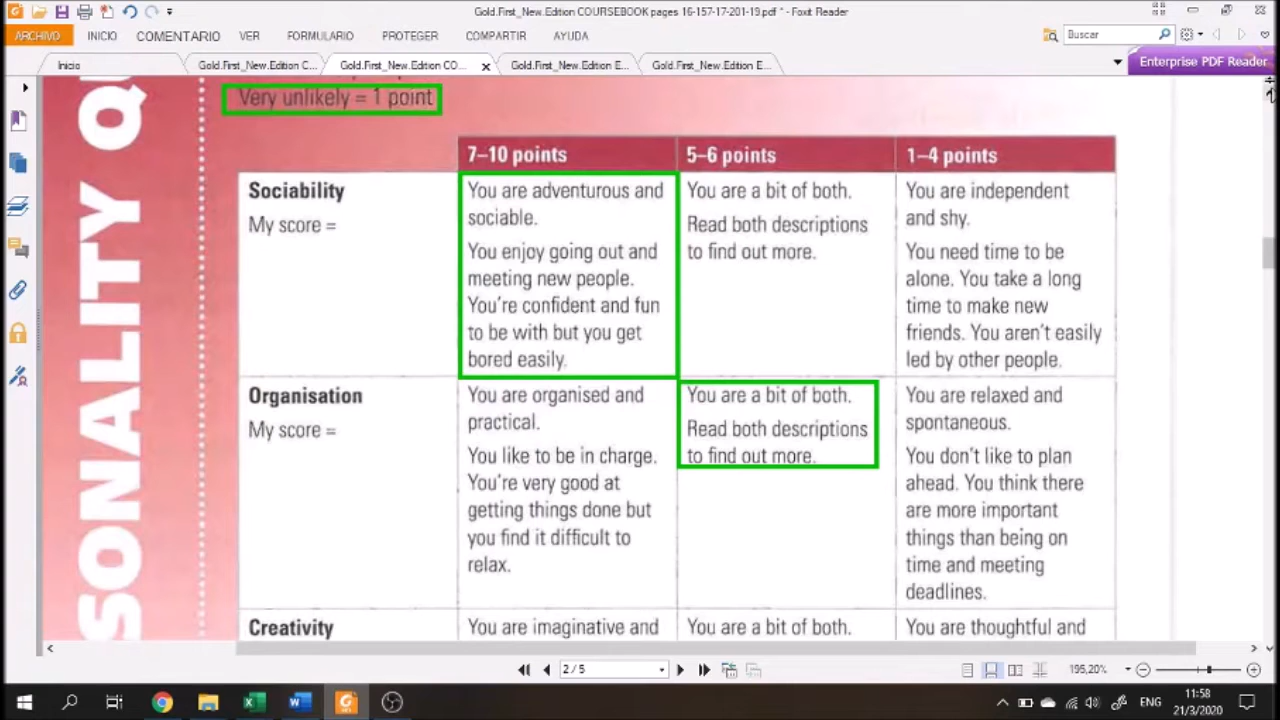 Gold.First_New.Edition COURSEBOOK pages 16-157-17-201-19.pdf * - Foxit Reader
ARCHIVO INICIO COMENTARIO VER FORMULARIO PROTEGER COMPARTIR AYUDA Buscar
Inicio Gold.First_New.Edition C... Gold.First_New.Edition CO... Gold.First_New.Edition E... Gold.First_New.Edition E... Enterprise PDF Reader
SONALITY QU
Very unlikely = 1 point
7–10 points 5–6 points 1–4 points
Sociability
My score =
You are adventurous and
sociable.
You enjoy going out and
meeting new people.
You're confident and fun
to be with but you get
bored easily.
You are a bit of both.
Read both descriptions
to find out more.
You are independent
and shy.
You need time to be
alone. You take a long
time to make new
friends. You aren't easily
led by other people.
Organisation
My score =
You are organised and
practical.
You like to be in charge.
You're very good at
getting things done but
you find it difficult to
relax.
You are a bit of both.
Read both descriptions
to find out more.
You are relaxed and
spontaneous.
You don't like to plan
ahead. You think there
are more important
things than being on
time and meeting
deadlines.
Creativity
You are imaginative and
You are a bit of both.
You are thoughtful and
2 / 5 195,20%
ENG 11:58
21/3/2020